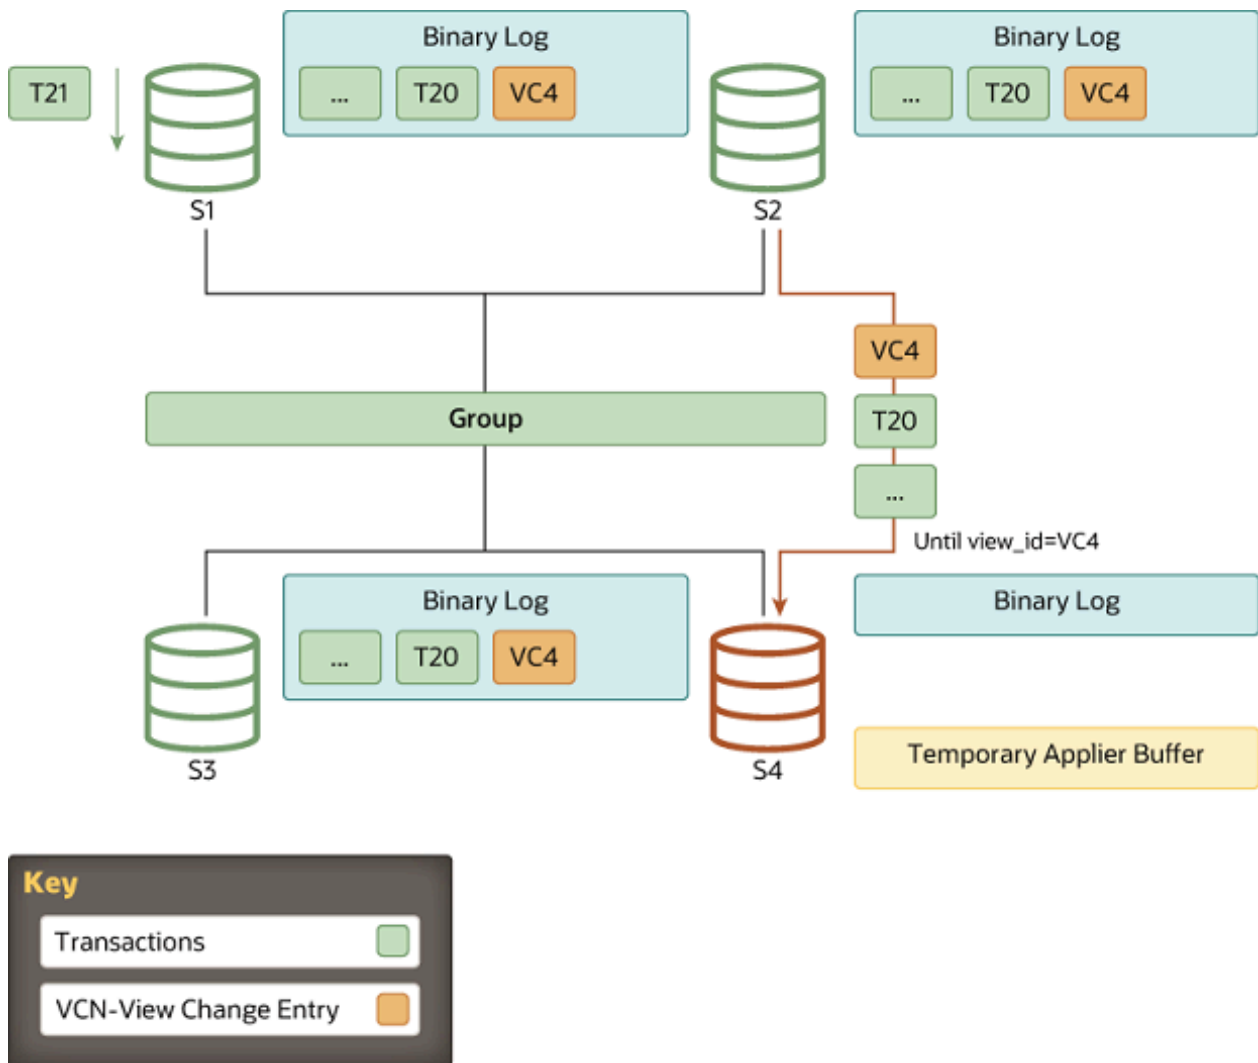 Binary Log
Binary Log
T21
...
T20
VC4
...
T20
VC4
S1
S2
VC4
Group
T20
...
Until view_id=VC4
Binary Log
Binary Log
...
T20
VC4
S3
S4
Temporary Applier Buffer
Key
Transactions
VCN-View Change Entry